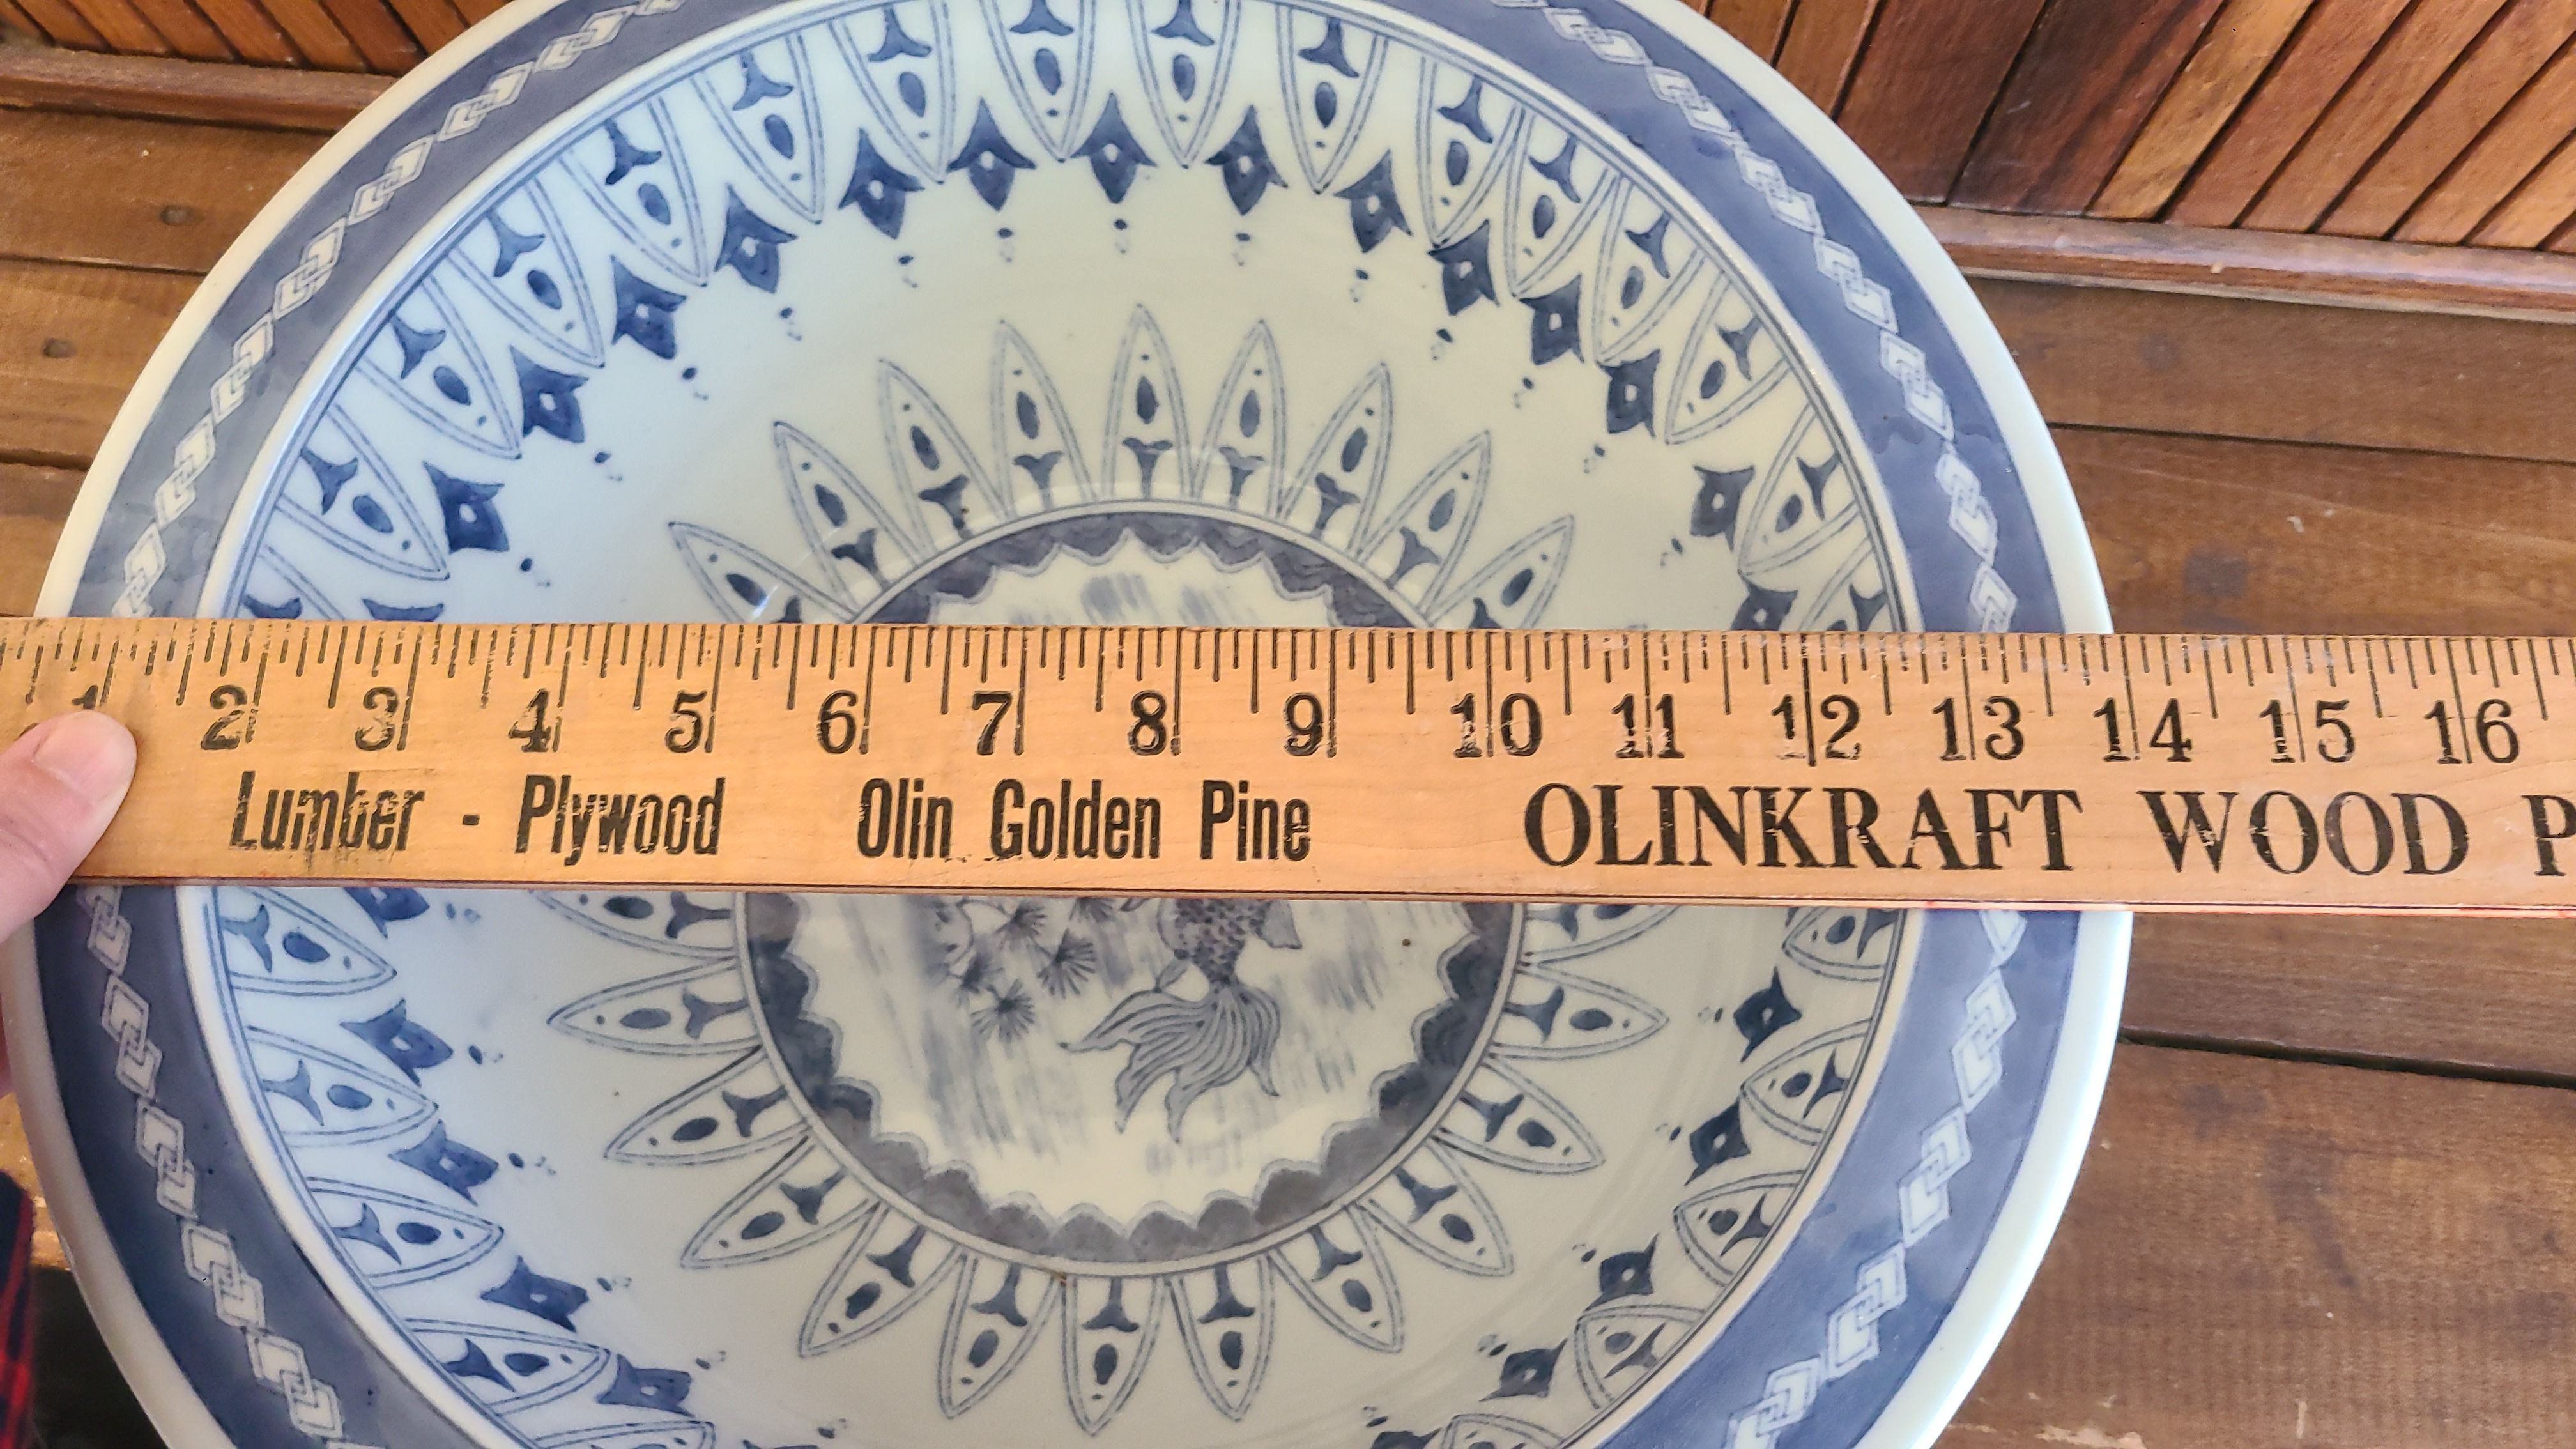 1 2 3 4 5 6 7 8 9 10 11 12 13 14 15 16
Lumber - Plywood Olin Golden Pine OLINKRAFT WOOD P